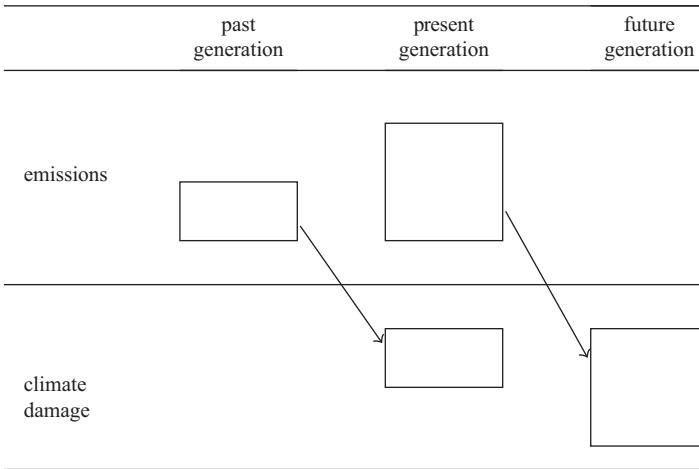 past
generation
present
generation
future
generation
emissions
climate
damage